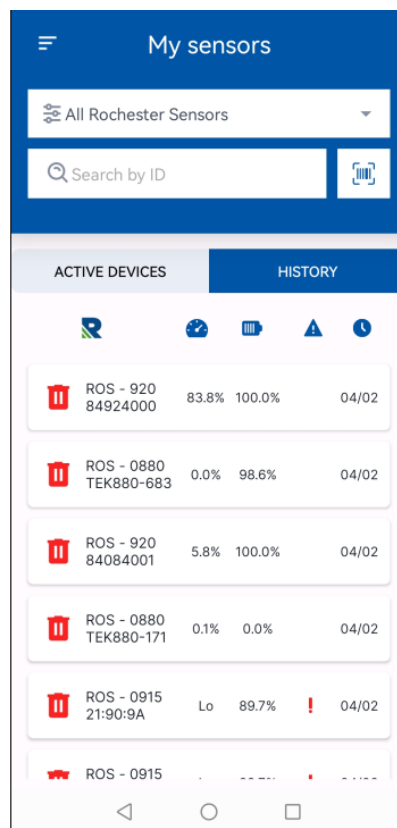 My sensors
All Rochester Sensors
Search by ID
ACTIVE DEVICES HISTORY
ROS - 920
84924000 83.8% 100.0% 04/02
ROS - 0880
TEK880-683 0.0% 98.6% 04/02
ROS - 920
84084001 5.8% 100.0% 04/02
ROS - 0880
TEK880-171 0.1% 0.0% 04/02
ROS - 0915
21:90:9A Lo 89.7% ! 04/02
ROS - 0915